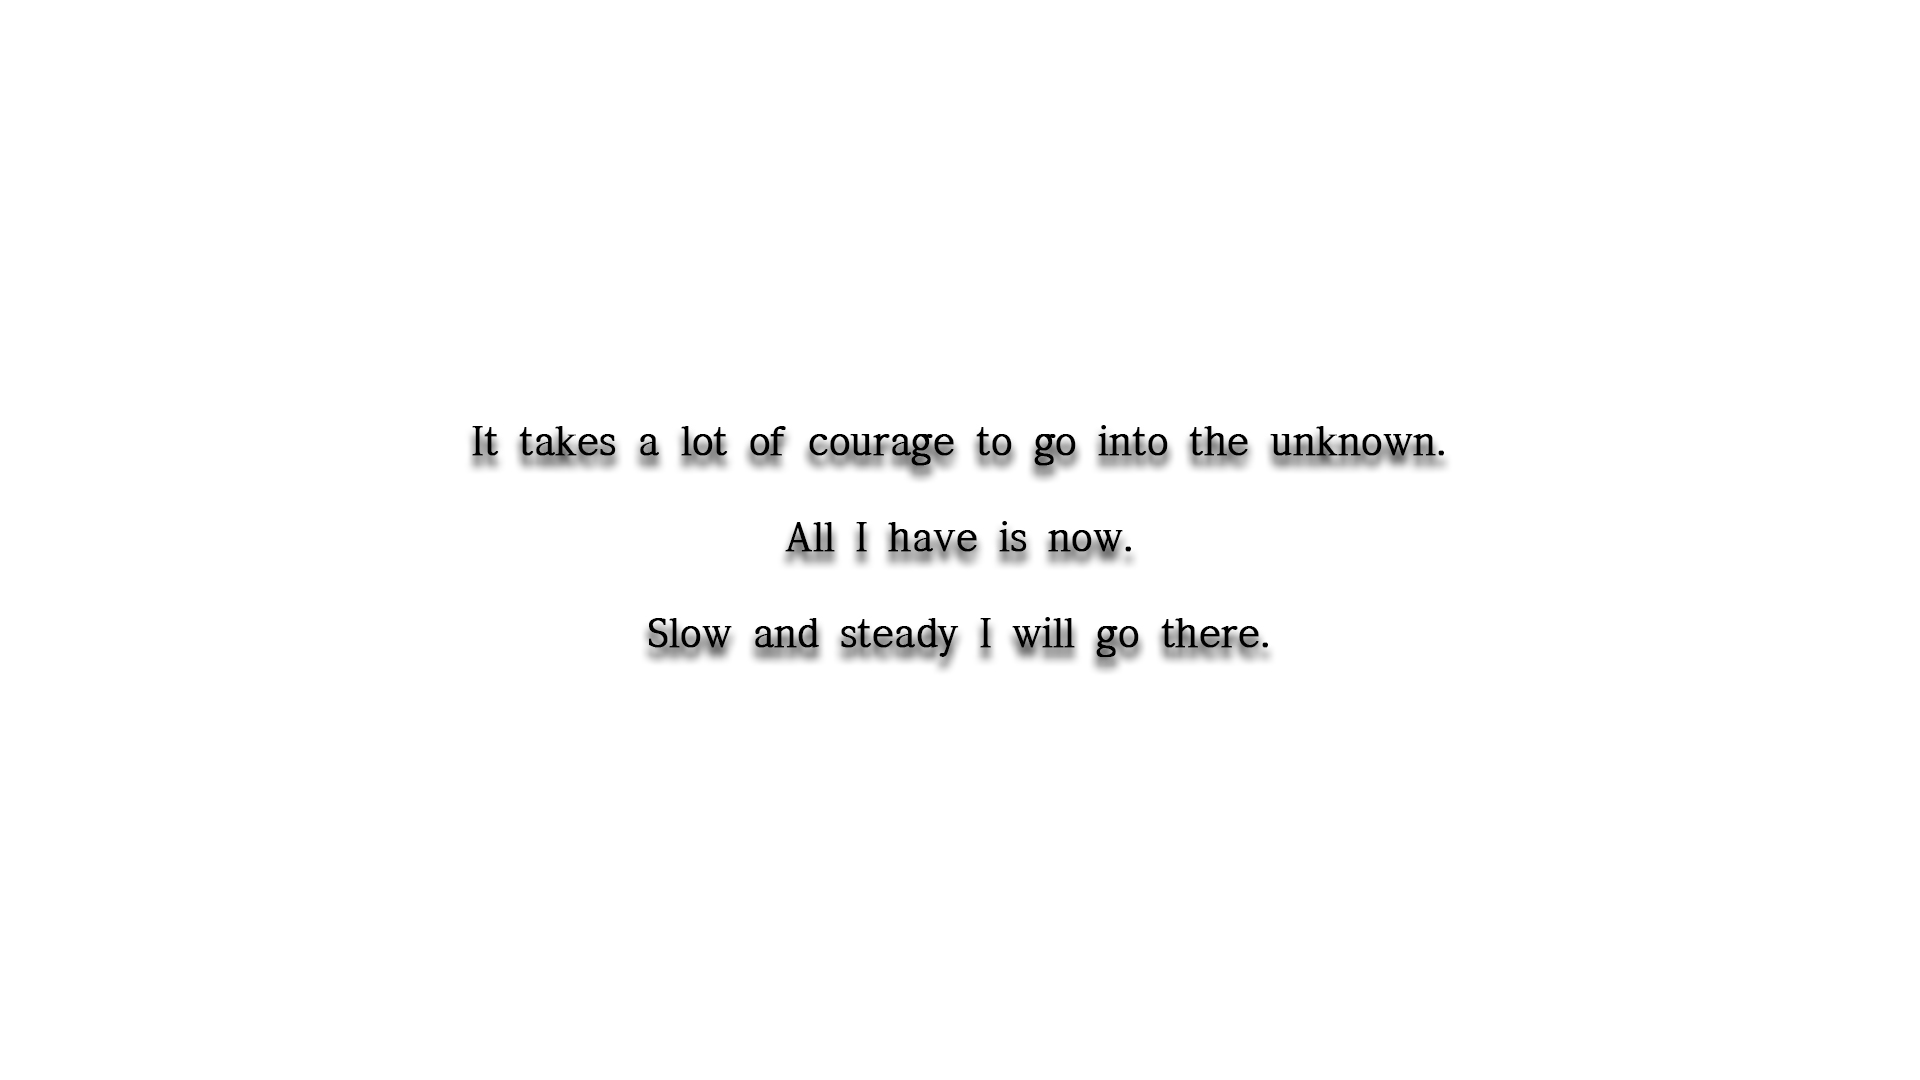 It takes a lot of courage to go into the unknown.
All I have is now.
Slow and steady I will go there.